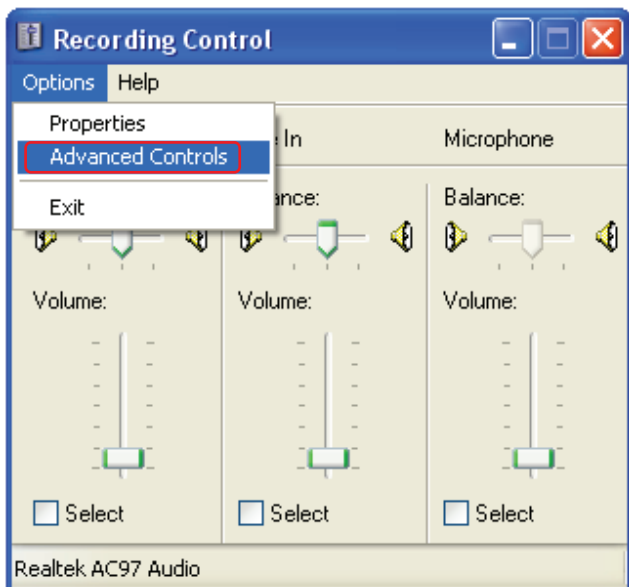 Recording Control
Options Help
Properties
Advanced Controls
Exit
In Microphone
Balance:
Volume: Volume: Volume:
Select Select Select
Realtek AC97 Audio